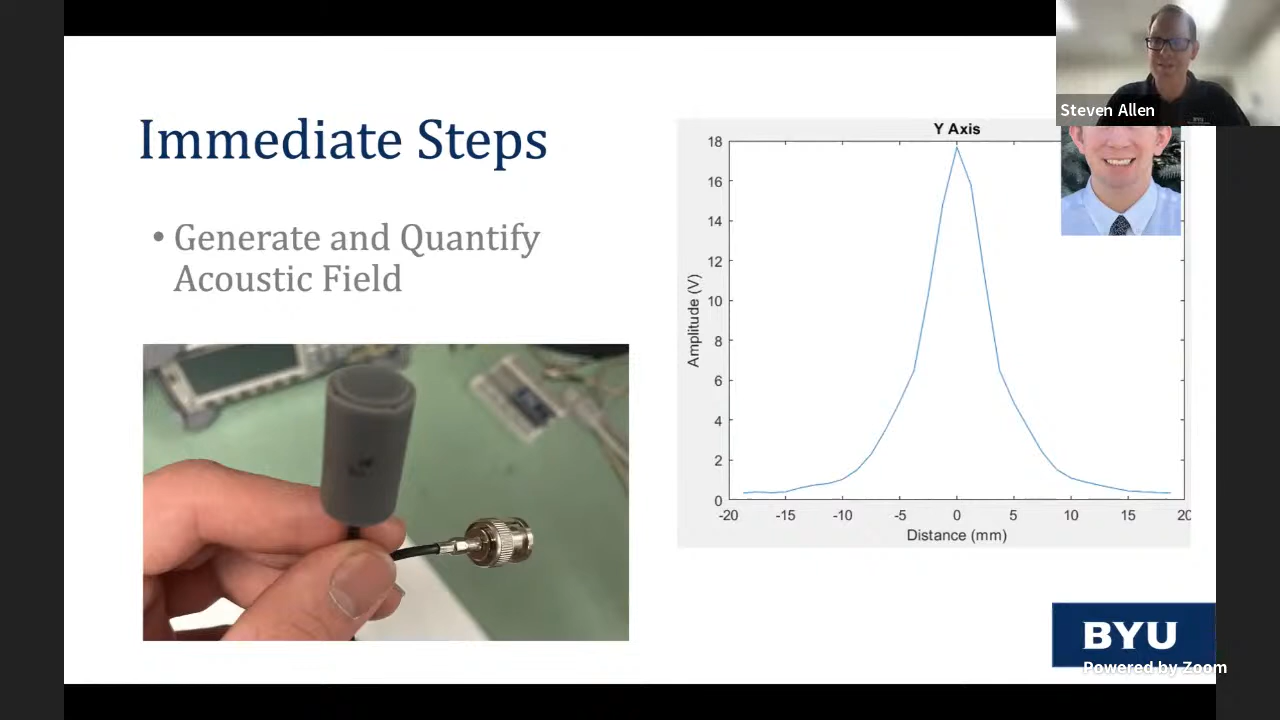 Steven Allen
Immediate Steps
• Generate and Quantify
Acoustic Field
Y Axis
Amplitude (V)
18
16
14
12
10
8
6
4
2
0
-20 -15 -10 -5 0 5 10 15 20
Distance (mm)
BYU
Powered by Zoom